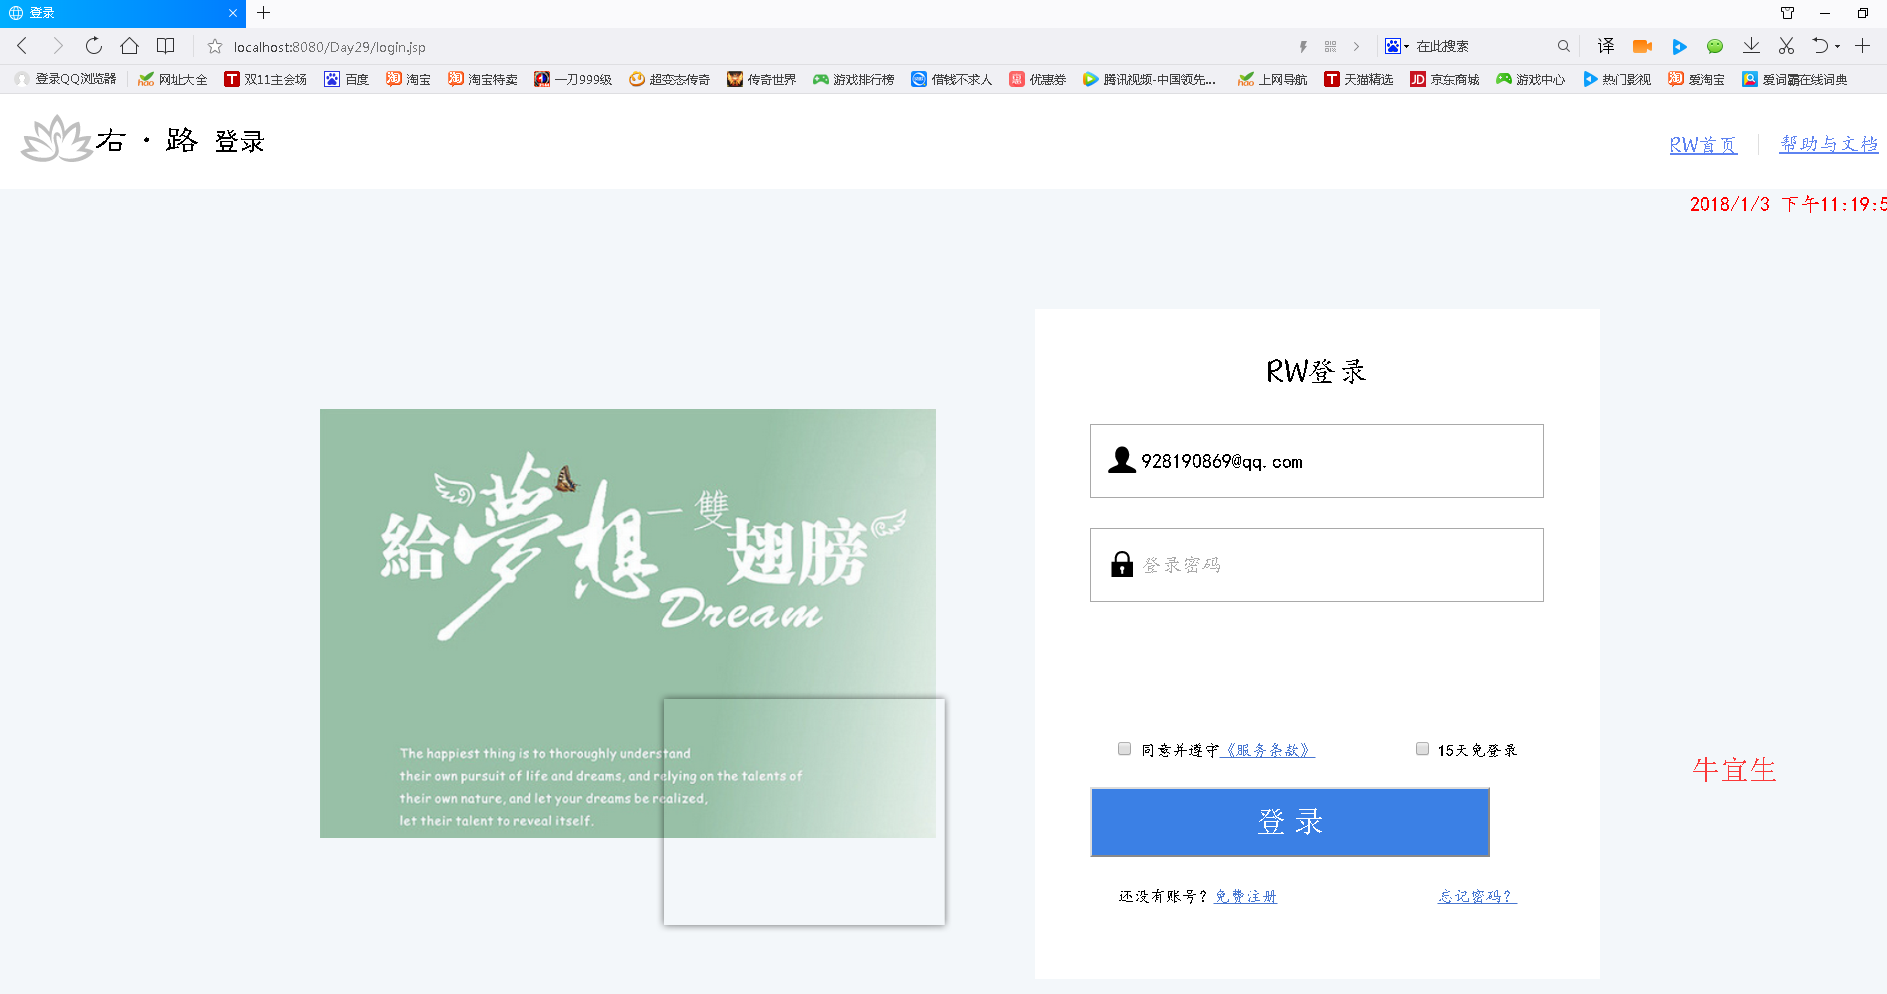 登录
localhost:8080/Day29/login.jsp
在此搜索
译
登录QQ浏览器 网址大全 双11主会场 百度 淘宝 淘宝特卖 一刀999级 超变态传奇 传奇世界 游戏排行榜 借钱不求人 优惠券 腾讯视频-中国领先... 上网导航 天猫精选 京东商城 游戏中心 热门影视 爱淘宝 爱词霸在线词典
右·路 登录
RW首页 帮助与文档
2018/1/3 下午11:19:5
RW登录
928190869@qq.com
登录密码
給夢想一雙翅膀
Dream
The happiest thing is to thoroughly understand
their own pursuit of life and dreams, and relying on the talents of
their own nature, and let your dreams be realized,
let their talent to reveal itself.
同意并遵守《服务条款》 15天免登录
牛宜生
登 录
还没有账号？免费注册 忘记密码？